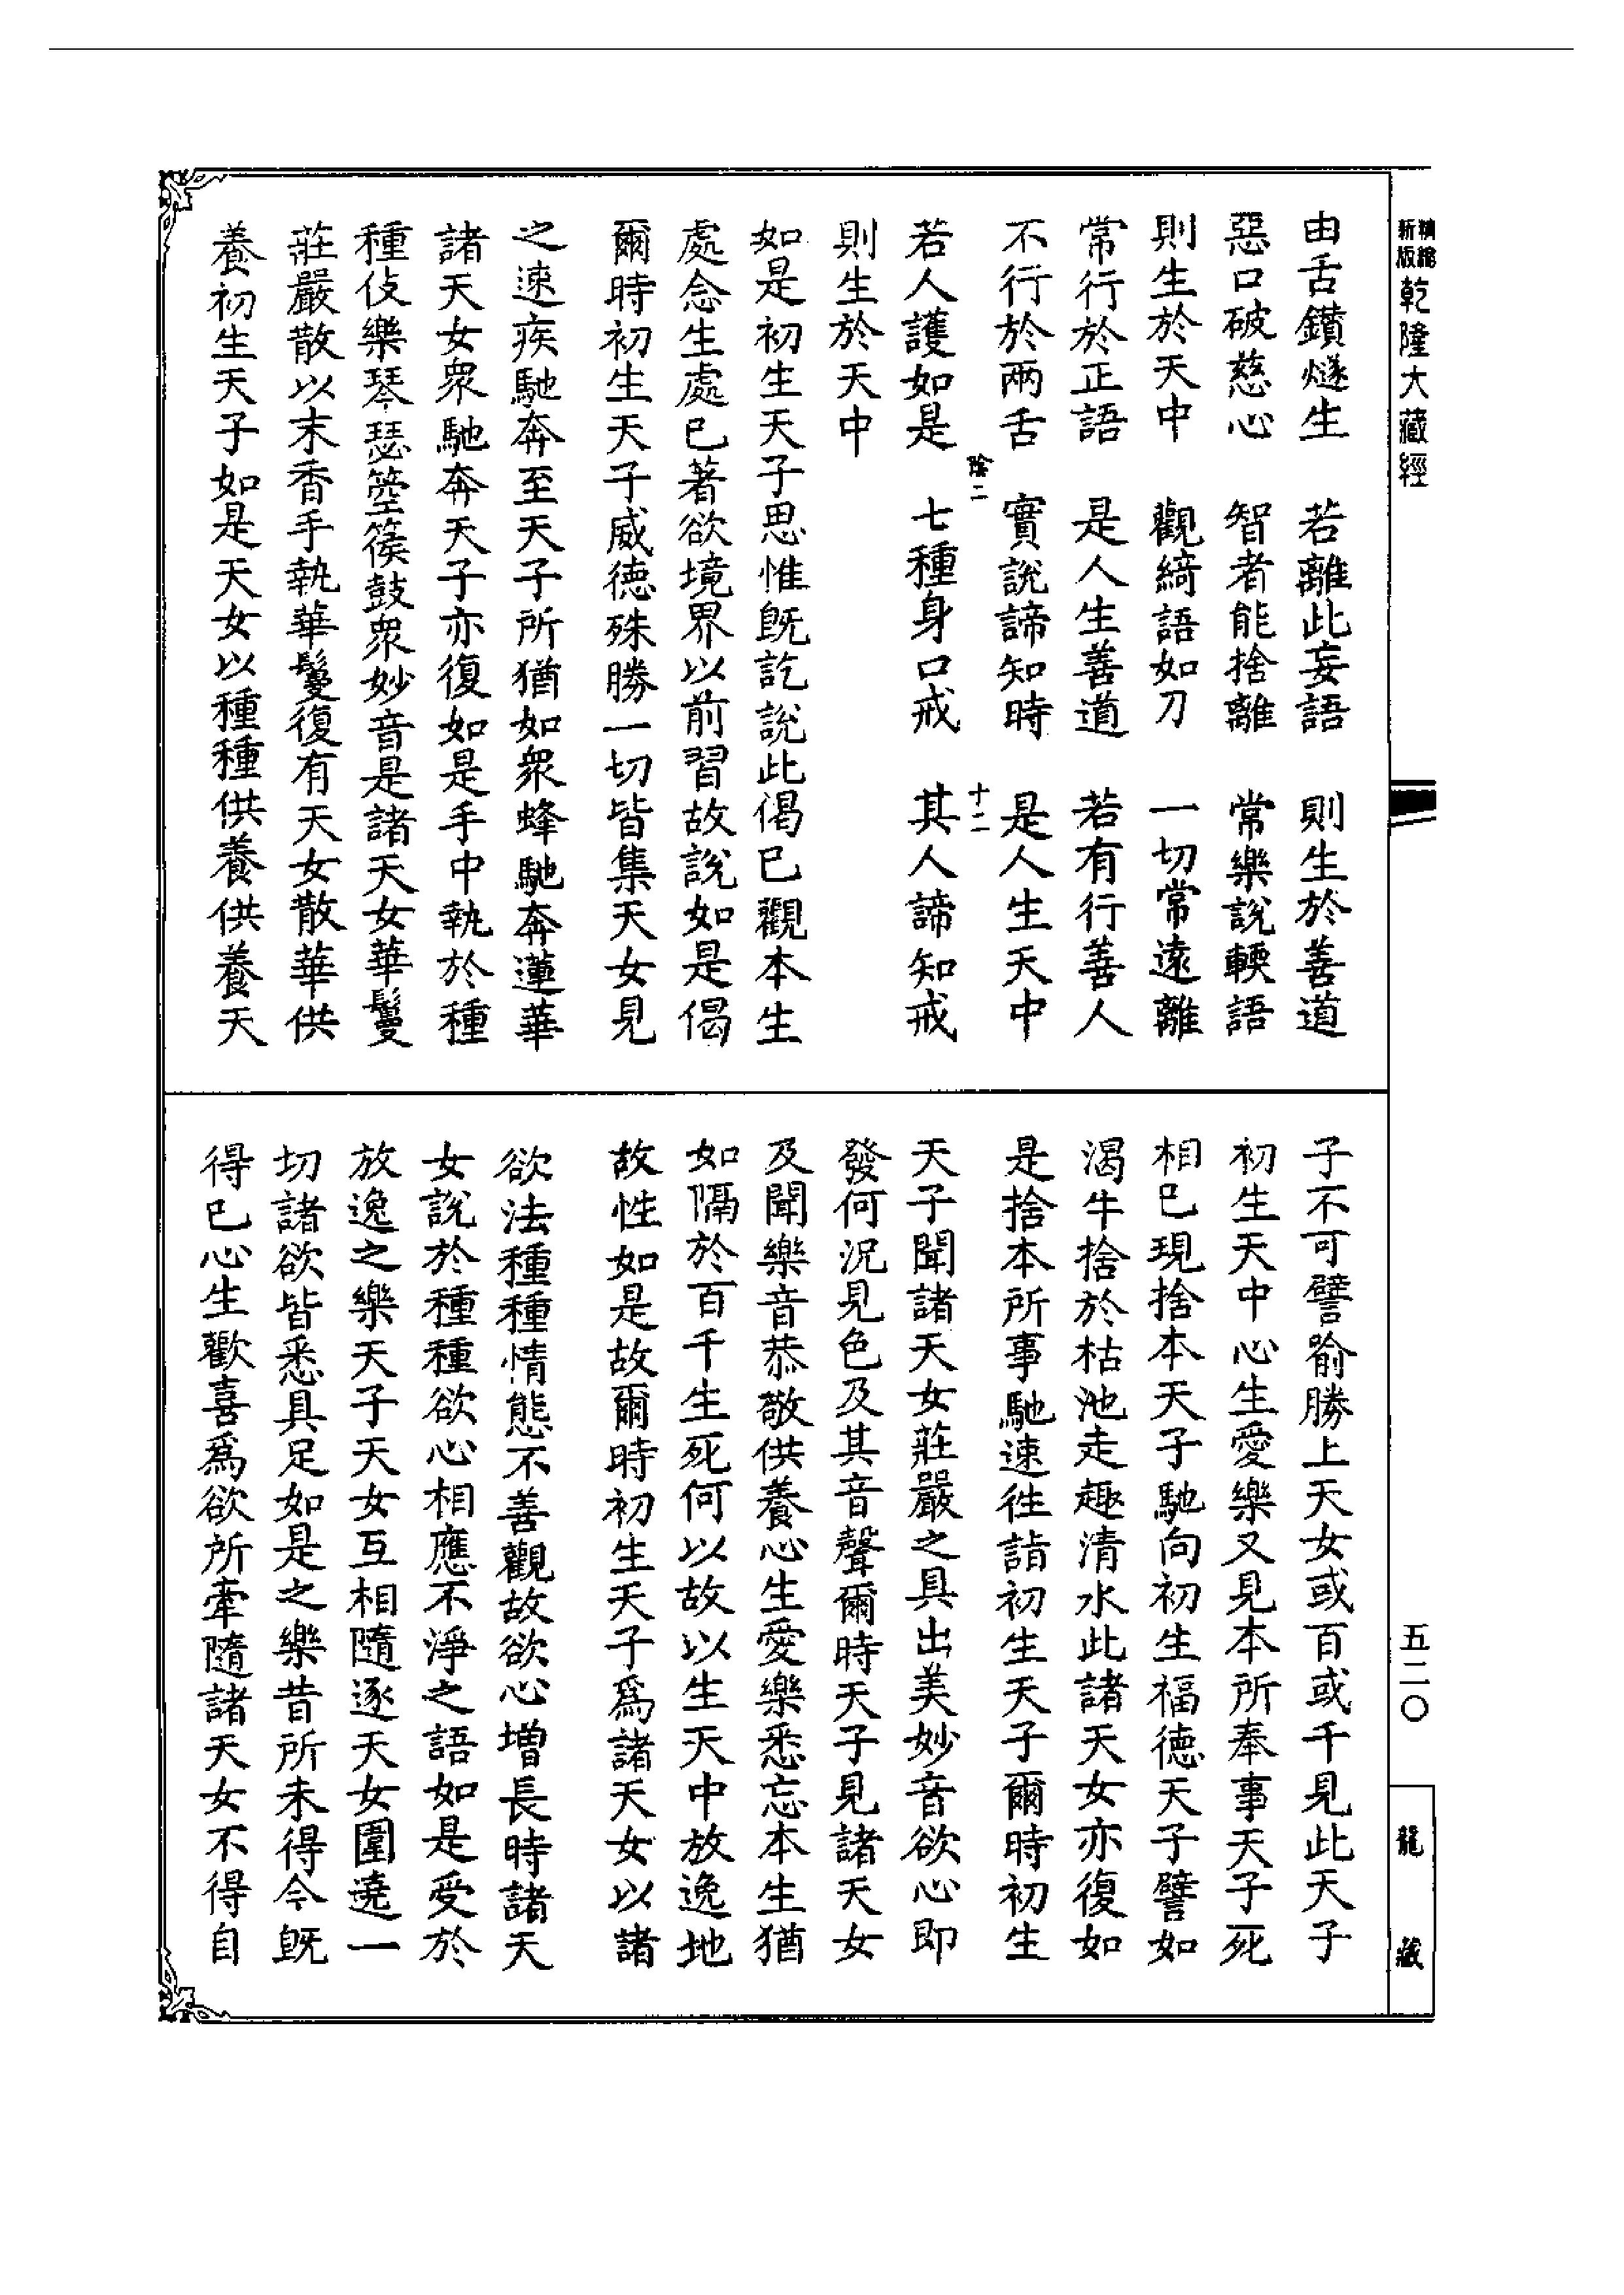 精縮新版乾隆大藏經
五二〇
龍藏
由舌鑚燧生　若離此妄語　則生於善道
惡口破慈心　智者能捨離　常樂說輭語
則生於天中　觀綺語如刀　一切常遠離
常行於正語　是人生善道　若有行善人
不行於兩舌　實說諦知時　是人生天中
陰二　十二
若人護如是　七種身口戒　其人諦知戒
則生於天中
如是初生天子思惟旣訖說此偈已觀本生
處念生處已著欲境界以前習故說如是偈
爾時初生天子威德殊勝一切皆集天女見
之速疾馳奔至天子所猶如衆蜂馳奔蓮華
諸天女衆馳奔天子亦復如是手中執於種
種伎樂琴瑟箜篌鼓衆妙音是諸天女華鬘
莊嚴散以末香手執華鬘復有天女散華供
養初生天子如是天女以種種供養供養天
子不可譬喻勝上天女或百或千見此天子
初生天中心生愛樂又見本所奉事天子死
相已現捨本天子馳向初生福德天子譬如
渴牛捨於枯池走趣清水此諸天女亦復如
是捨本所事馳速徃詣初生天子爾時初生
天子聞諸天女莊嚴之具出美妙音欲心即
發何況見色及其音聲爾時天子見諸天女
及聞樂音恭敬供養心生愛樂悉忘本生猶
如隔於百千生死何以故以生天中放逸地
故性如是故爾時初生天子爲諸天女以諸
欲法種種情態不善觀故欲心增長時諸天
女說於種種欲心相應不淨之語如是受於
放逸之樂天子天女互相隨逐天女圍遶一
切諸欲皆悉具足如是之樂昔所未得今旣
得已心生歡喜爲欲所牽隨諸天女不得自